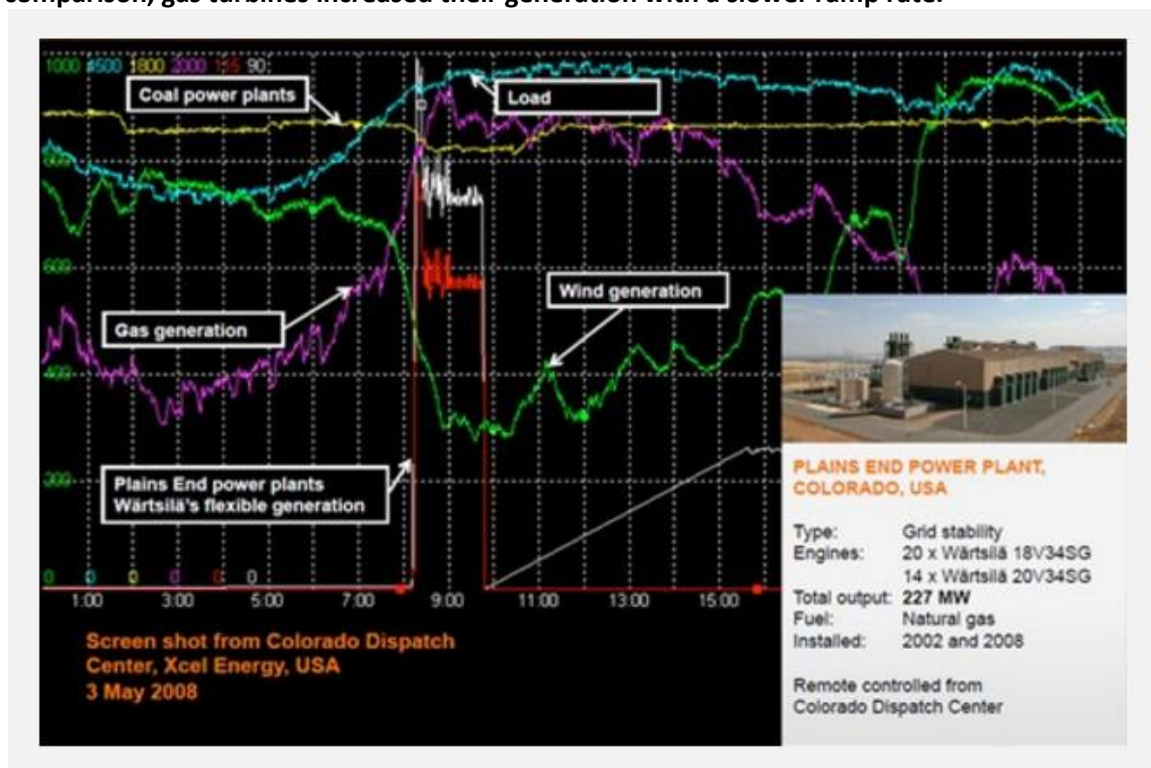 comparison, gas turbines increased their generation with a slower ramp rate.
1000 4500 1800 2000 115 90
Coal power plants
Load
800
600
Wind generation
Gas generation
400
Plains End power plants
Wärtsilä's flexible generation
200
0 0 0 0 0 0
1:00 3:00 5:00 7:00 9:00 11:00 13:00 15:00
Screen shot from Colorado Dispatch
Center, Xcel Energy, USA
3 May 2008
PLAINS END POWER PLANT,
COLORADO, USA
Type: Grid stability
Engines: 20 x Wärtsilä 18V34SG
14 x Wärtsilä 20V34SG
Total output: 227 MW
Fuel: Natural gas
Installed: 2002 and 2008
Remote controlled from
Colorado Dispatch Center